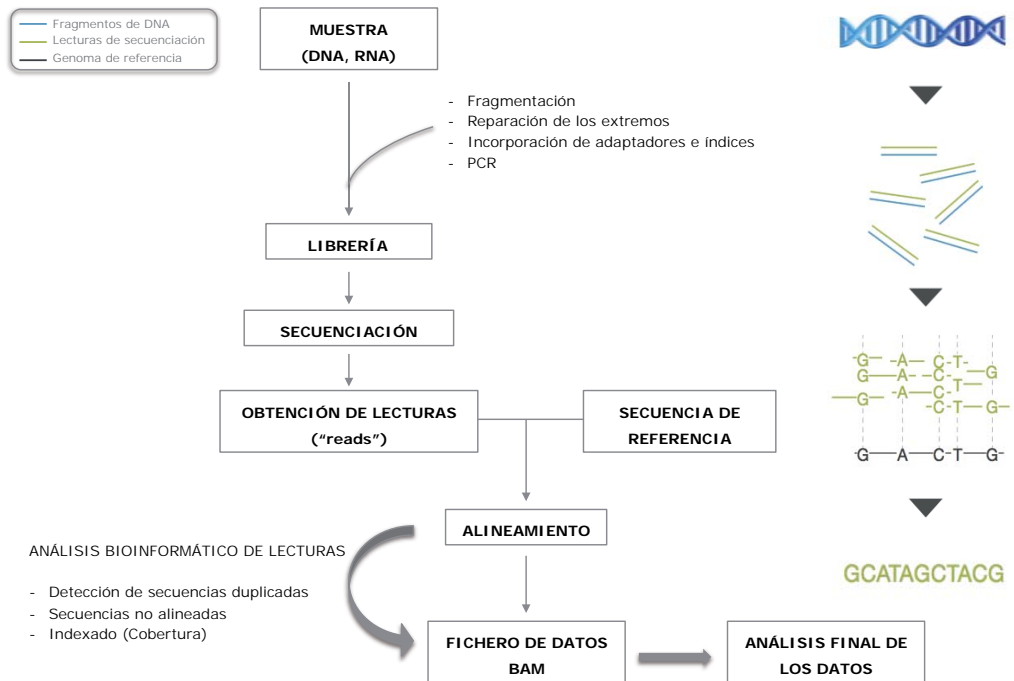 Fragmentos de DNA
Lecturas de secuenciación
Genoma de referencia
MUESTRA
(DNA, RNA)
- Fragmentación
- Reparación de los extremos
- Incorporación de adaptadores e índices
- PCR
LIBRERÍA
SECUENCIACIÓN
OBTENCIÓN DE LECTURAS
(“reads”)
SECUENCIA DE
REFERENCIA
ALINEAMIENTO
ANÁLISIS BIOINFORMÁTICO DE LECTURAS
- Detección de secuencias duplicadas
- Secuencias no alineadas
- Indexado (Cobertura)
FICHERO DE DATOS
BAM
ANÁLISIS FINAL DE
LOS DATOS
G A C T
G A C G
A C T
G C T G
G A C T G
GCATAGCTACG